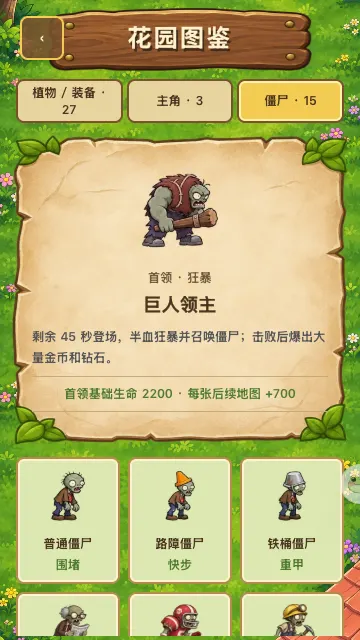 花园图鉴
植物 / 装备 ·
27
主角 · 3
僵尸 · 15
首领 · 狂暴
巨人领主
剩余 45 秒登场，半血狂暴并召唤僵尸；击败后爆出大
量金币和钻石。
首领基础生命 2200 · 每张后续地图 +700
普通僵尸
围堵
路障僵尸
快步
铁桶僵尸
重甲